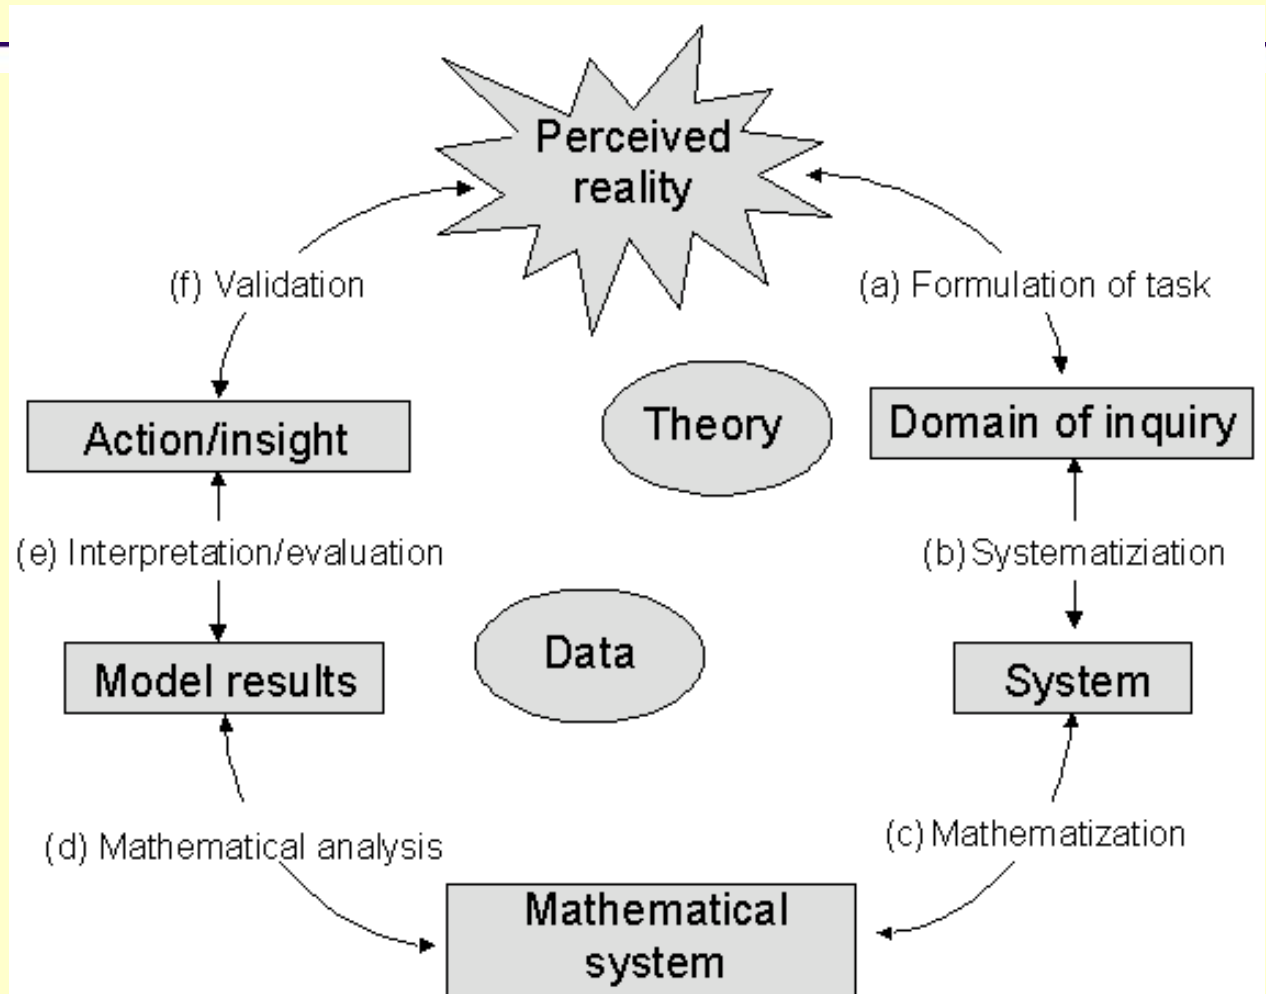 Perceived
reality
(f) Validation
(a) Formulation of task
Action/insight
Theory
Domain of inquiry
(e) Interpretation/evaluation
(b) Systematiziation
Data
Model results
System
(d) Mathematical analysis
(c) Mathematization
Mathematical
system